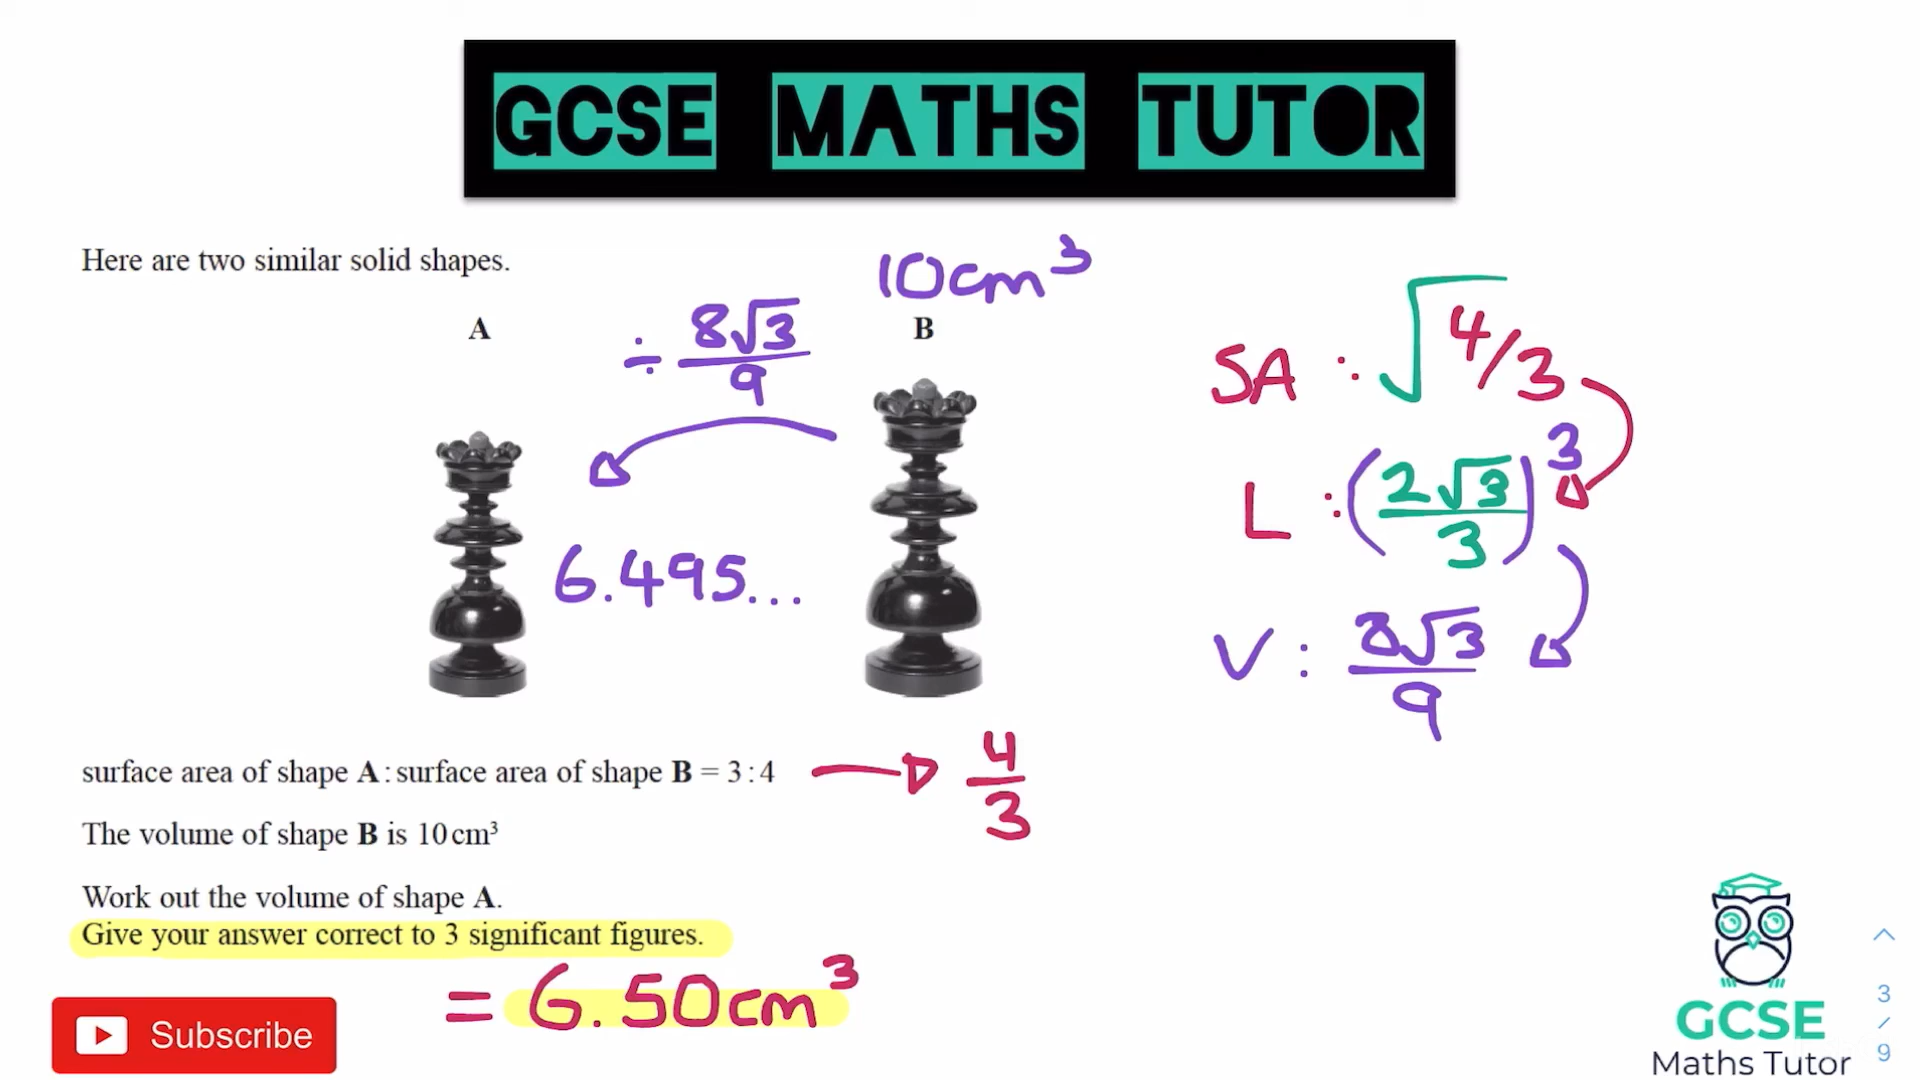 GCSE MATHS TUTOR
Here are two similar solid shapes.
10cm³
A
÷ 8√3/9
B
6.495...
SA : √4/3
L : (2√3/3)³
V : 8√3/9
surface area of shape A : surface area of shape B = 3 : 4
4/3
The volume of shape B is 10 cm³
Work out the volume of shape A.
Give your answer correct to 3 significant figures.
= 6.50cm³
Subscribe
GCSE
Maths Tutor
3
/
9